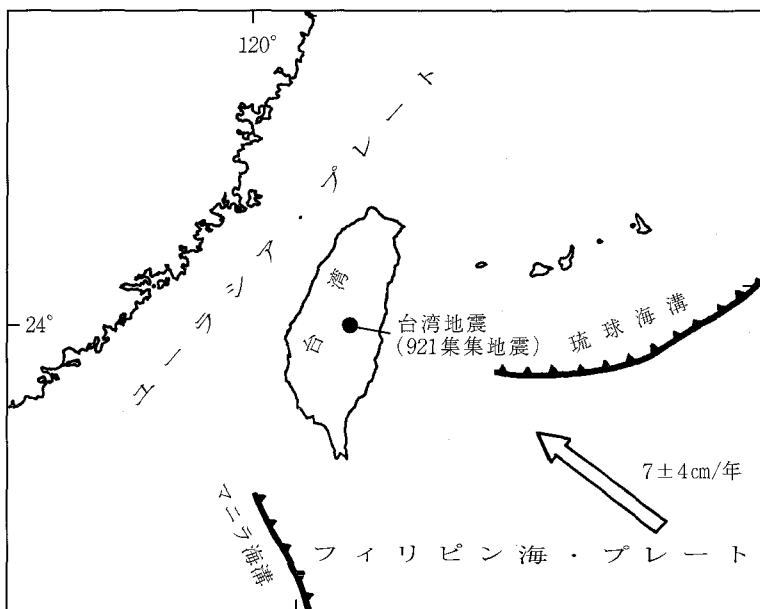 120°
ユーラシア・プレート
台湾
24°
台湾地震
(921集集地震)
琉球海溝
7±4cm/年
マニラ海溝
フィリピン海・プレート